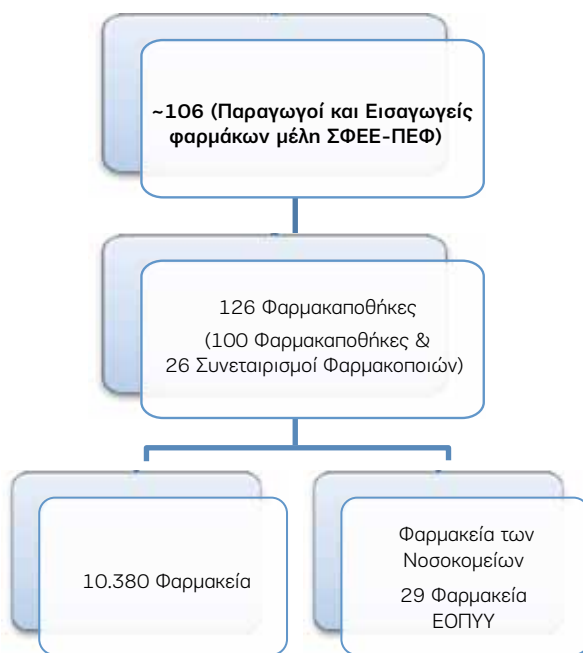 ~106 (Παραγωγοί και Εισαγωγείς
φαρμάκων μέλη ΣΦΕΕ-ΠΕΦ)
126 Φαρμακαποθήκες
(100 Φαρμακαποθήκες &
26 Συνεταιρισμοί Φαρμακοποιών)
10.380 Φαρμακεία
Φαρμακεία των
Νοσοκομείων
29 Φαρμακεία
ΕΟΠΥΥ